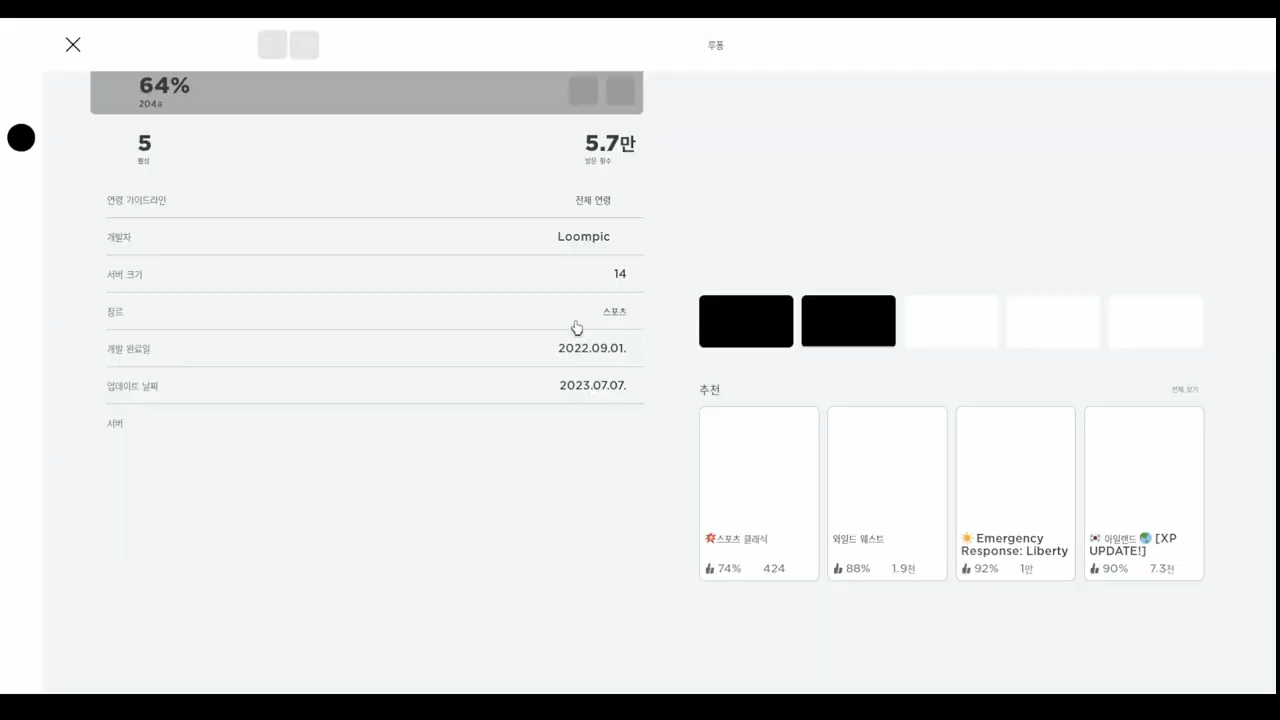 루퐁
64%
204표
5
활성
5.7만
방문 횟수
연령 가이드라인
전체 연령
개발자
Loompic
서버 크기
14
장르
스포츠
개발 완료일
2022.09.01.
업데이트 날짜
2023.07.07.
서버
추천
전체 보기
💥스포츠 클래식
74% 424
와일드 웨스트
88% 1.9천
☀️ Emergency
Response: Liberty
92% 1만
🇰🇷 아일랜드 🌏 [XP
UPDATE!]
90% 7.3천